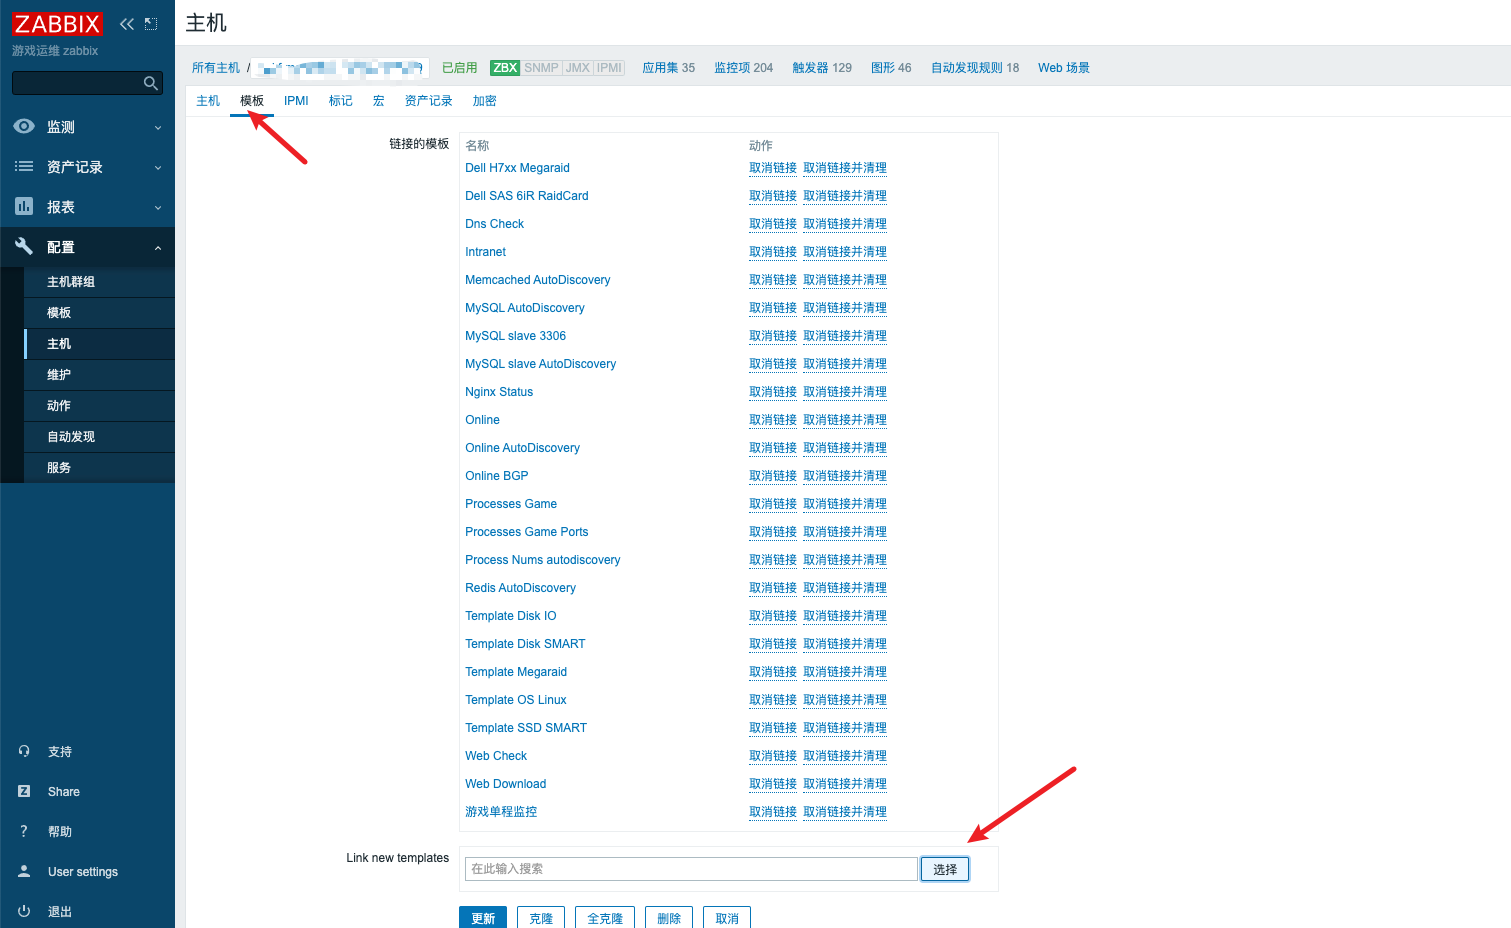 ZABBIX
游戏运维 zabbix
监测
资产记录
报表
配置
主机群组
模板
主机
维护
动作
自动发现
服务
支持
Share
帮助
User settings
退出
主机
所有主机 / 已启用 ZBX SNMP JMX IPMI 应用集 35 监控项 204 触发器 129 图形 46 自动发现规则 18 Web 场景
主机 模板 IPMI 标记 宏 资产记录 加密
链接的模板 名称 动作
Dell H7xx Megaraid 取消链接 取消链接并清理
Dell SAS 6iR RaidCard 取消链接 取消链接并清理
Dns Check 取消链接 取消链接并清理
Intranet 取消链接 取消链接并清理
Memcached AutoDiscovery 取消链接 取消链接并清理
MySQL AutoDiscovery 取消链接 取消链接并清理
MySQL slave 3306 取消链接 取消链接并清理
MySQL slave AutoDiscovery 取消链接 取消链接并清理
Nginx Status 取消链接 取消链接并清理
Online 取消链接 取消链接并清理
Online AutoDiscovery 取消链接 取消链接并清理
Online BGP 取消链接 取消链接并清理
Processes Game 取消链接 取消链接并清理
Processes Game Ports 取消链接 取消链接并清理
Process Nums autodiscovery 取消链接 取消链接并清理
Redis AutoDiscovery 取消链接 取消链接并清理
Template Disk IO 取消链接 取消链接并清理
Template Disk SMART 取消链接 取消链接并清理
Template Megaraid 取消链接 取消链接并清理
Template OS Linux 取消链接 取消链接并清理
Template SSD SMART 取消链接 取消链接并清理
Web Check 取消链接 取消链接并清理
Web Download 取消链接 取消链接并清理
游戏单程监控 取消链接 取消链接并清理
Link new templates 在此输入搜索 选择
更新 克隆 全克隆 删除 取消